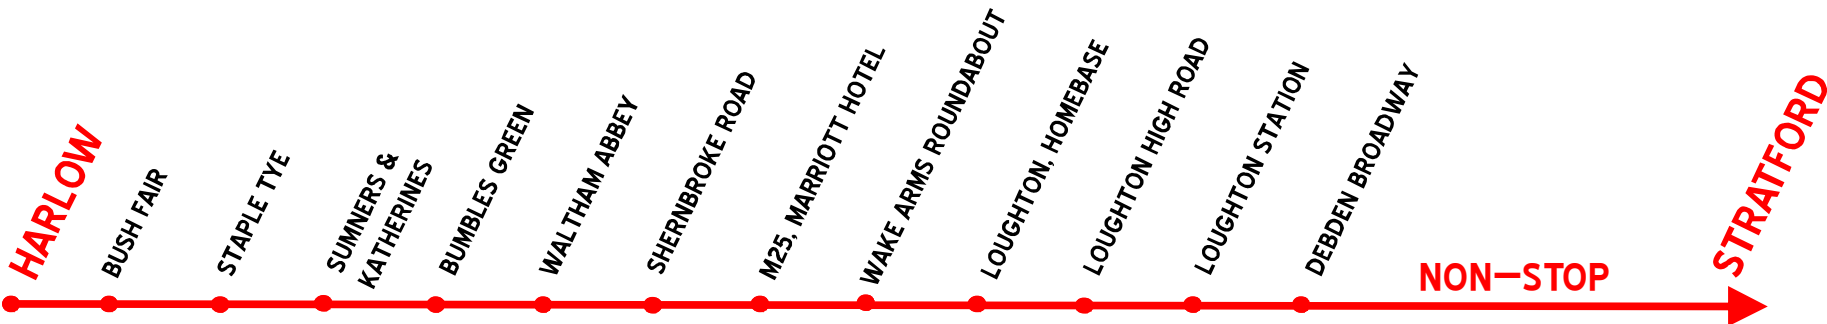 HARLOW
BUSH FAIR
STAPLE TYE
SUMNERS &
KATHERINES
BUMBLES GREEN
WALTHAM ABBEY
SHERNBROKE ROAD
M25, MARRIOTT HOTEL
WAKE ARMS ROUNDABOUT
LOUGHTON, HOMEBASE
LOUGHTON HIGH ROAD
LOUGHTON STATION
DEBDEN BROADWAY
NON—STOP
STRATFORD